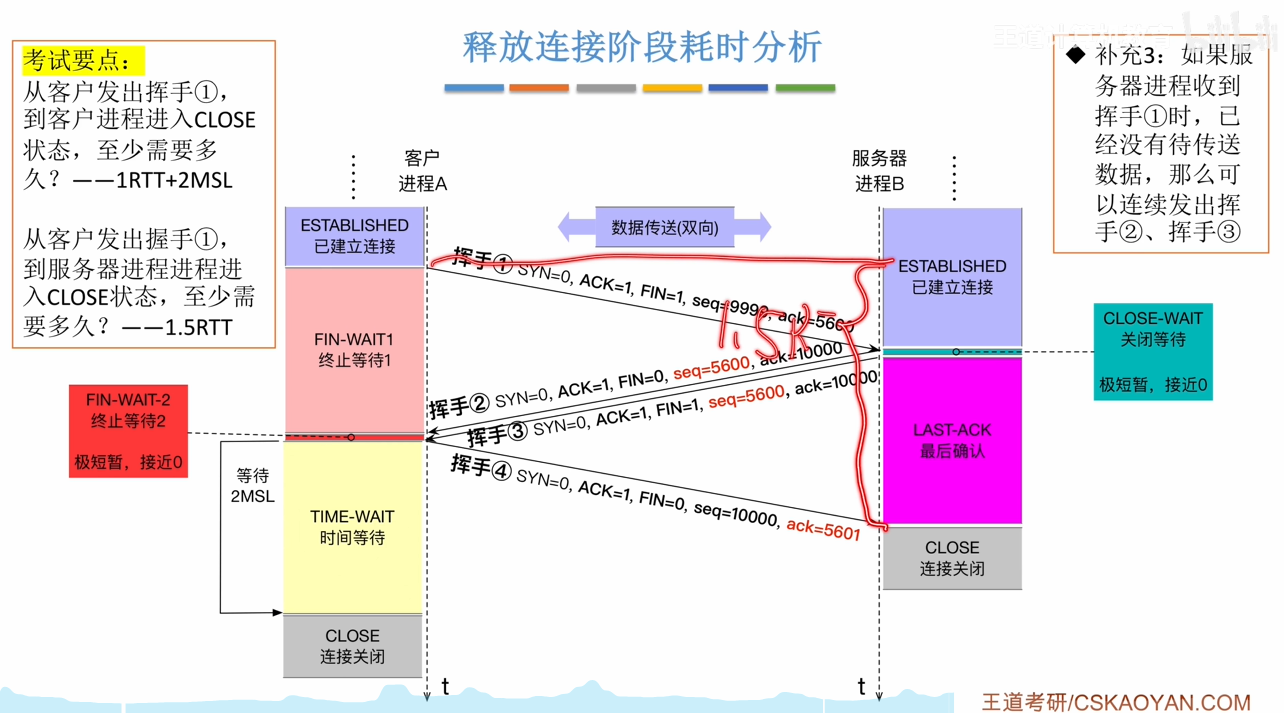 释放连接阶段耗时分析
考试要点：
从客户发出挥手①，
到客户进程进入CLOSE
状态，至少需要多
久？——1RTT+2MSL
从客户发出握手①，
到服务器进程进程进
入CLOSE状态，至少需
要多久？——1.5RTT
◆ 补充3：如果服
务器进程收到
挥手①时，已
经没有待传送
数据，那么可
以连续发出挥
手②、挥手③
客户
进程A
服务器
进程B
ESTABLISHED
已建立连接
数据传送(双向)
ESTABLISHED
已建立连接
挥手① SYN=0, ACK=1, FIN=1, seq=9999, ack=5600
1.5R
FIN-WAIT1
终止等待1
CLOSE-WAIT
关闭等待
极短暂，接近0
挥手② SYN=0, ACK=1, FIN=0, seq=5600, ack=10000
挥手③ SYN=0, ACK=1, FIN=1, seq=5600, ack=10000
FIN-WAIT-2
终止等待2
极短暂，接近0
LAST-ACK
最后确认
挥手④ SYN=0, ACK=1, FIN=0, seq=10000, ack=5601
等待
2MSL
TIME-WAIT
时间等待
CLOSE
连接关闭
CLOSE
连接关闭
t
t
王道考研/CSKAOYAN.COM